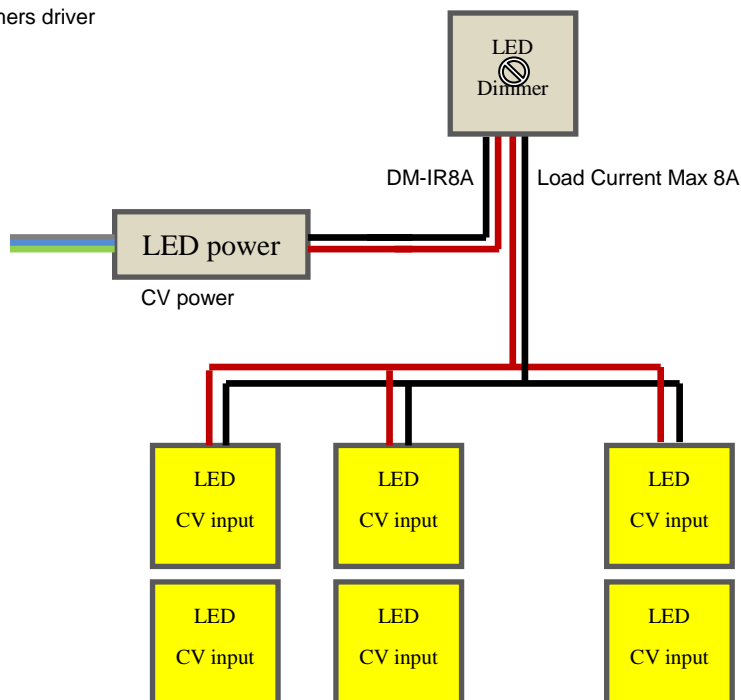 ners driver
LED
Dimmer
DM-IR8A
Load Current Max 8A
LED power
CV power
LED
CV input
LED
CV input
LED
CV input
LED
CV input
LED
CV input
LED
CV input